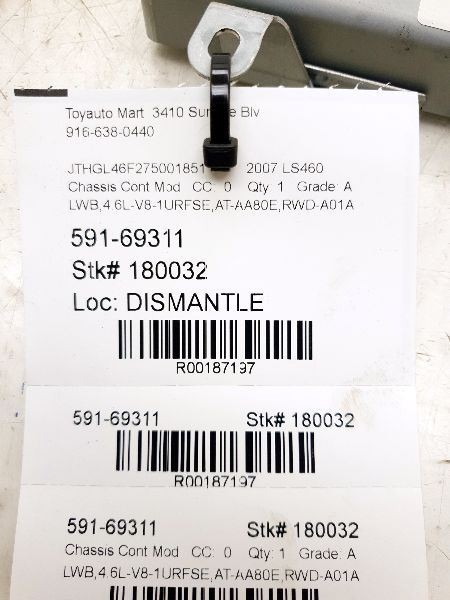 Toyauto Mart 3410 Blv
916-638-0440
JTHGL46F275001851 2007 LS460
Chassis Cont Mod CC: 0 Qty: 1 Grade: A
LWB,4.6L-V8-1URFSE,AT-AA80E,RWD-A01A
591-69311
Stk# 180032
Loc: DISMANTLE
R00187197
591-69311 Stk# 180032
R00187197
591-69311 Stk# 180032
Chassis Cont Mod CC: 0 Qty: 1 Grade: A
LWB,4.6L-V8-1URFSE,AT-AA80E,RWD-A01A